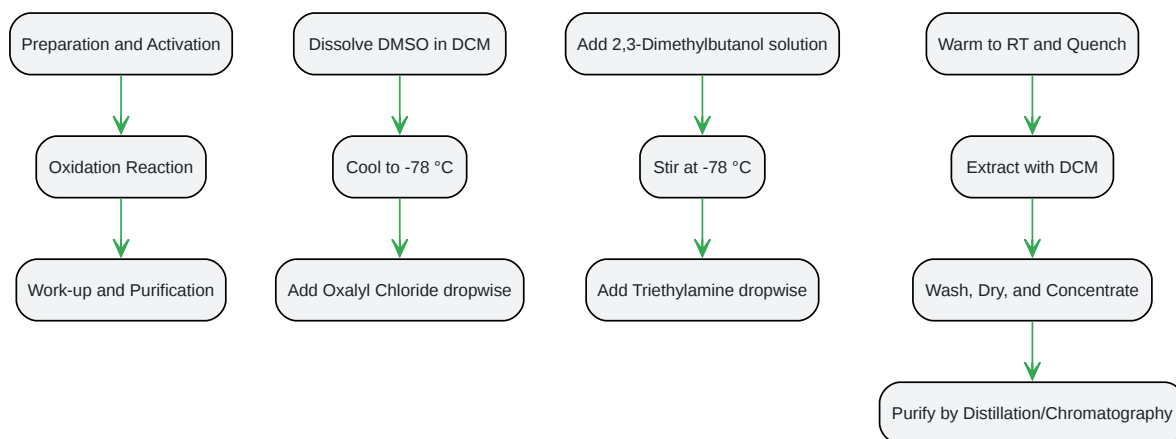 Preparation and Activation
Oxidation Reaction
Work-up and Purification
Dissolve DMSO in DCM
Cool to -78 °C
Add Oxalyl Chloride dropwise
Add 2,3-Dimethylbutanol solution
Stir at -78 °C
Add Triethylamine dropwise
Warm to RT and Quench
Extract with DCM
Wash, Dry, and Concentrate
Purify by Distillation/Chromatography